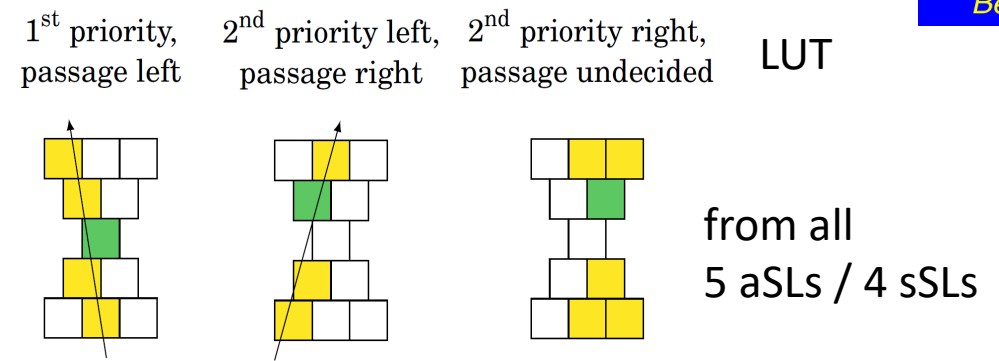 Be
1st priority,
passage left
2nd priority left,
passage right
2nd priority right,
passage undecided
LUT
from all
5 aSLs / 4 sSLs